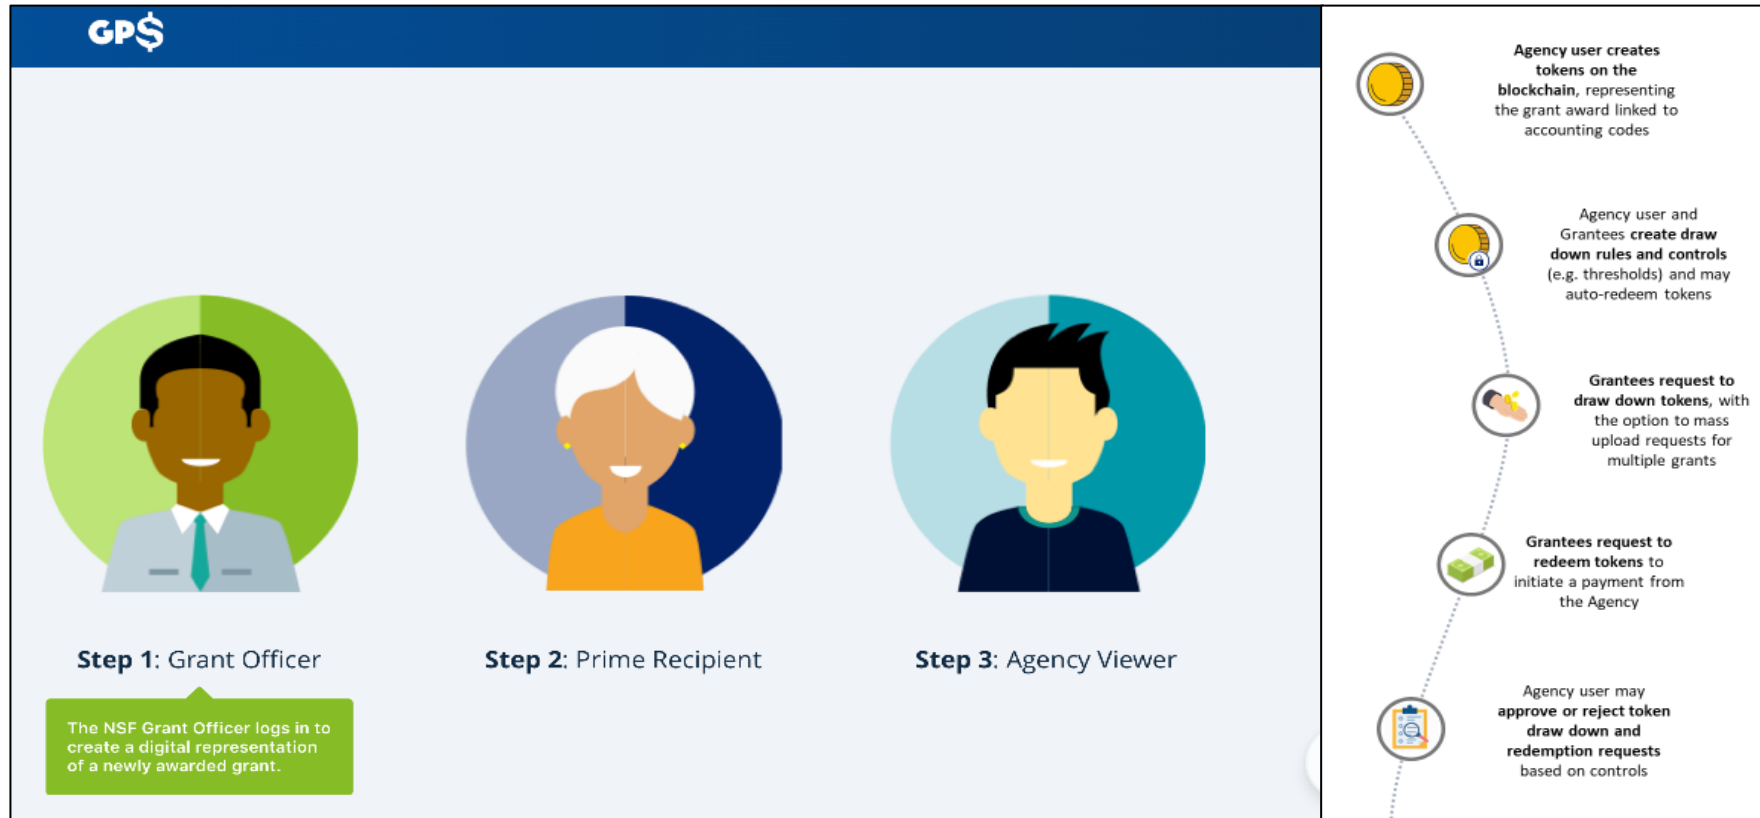 GP$
Step 1: Grant Officer
The NSF Grant Officer logs in to
create a digital representation
of a newly awarded grant.
Step 2: Prime Recipient
Step 3: Agency Viewer
Agency user creates
tokens on the
blockchain, representing
the grant award linked to
accounting codes
Agency user and
Grantees create draw
down rules and controls
(e.g. thresholds) and may
auto-redeem tokens
Grantees request to
draw down tokens, with
the option to mass
upload requests for
multiple grants
Grantees request to
redeem tokens to
initiate a payment from
the Agency
Agency user may
approve or reject token
draw down and
redemption requests
based on controls